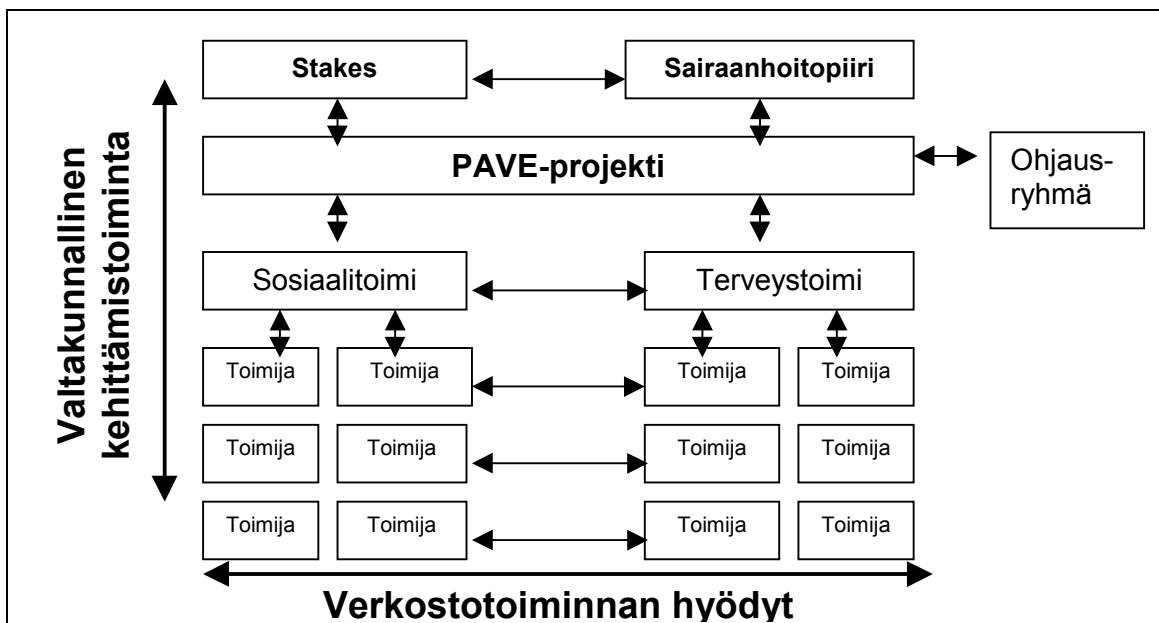 Stakes
Sairaanhoitopiiri
PAVE-projekti
Ohjaus-
ryhmä
Valtakunnallinen
kehittämistoiminta
Sosiaalitoimi
Terveystoimi
Toimija Toimija Toimija Toimija
Toimija Toimija Toimija Toimija
Toimija Toimija Toimija Toimija
Verkostotoiminnan hyödyt